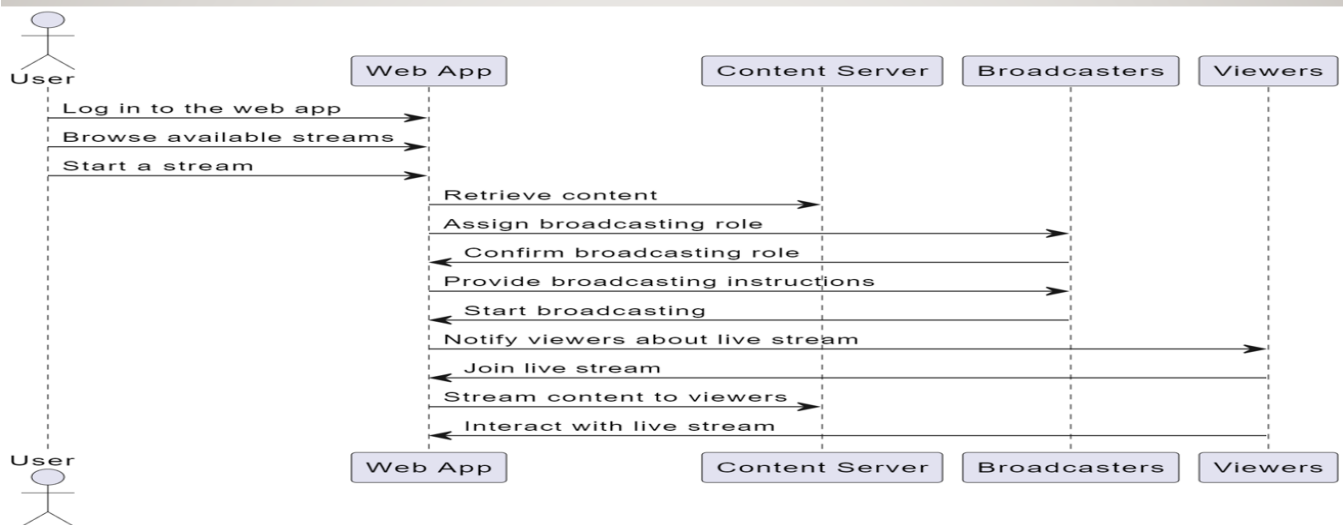 User
Web App
Content Server
Broadcasters
Viewers
Log in to the web app
Browse available streams
Start a stream
Retrieve content
Assign broadcasting role
Confirm broadcasting role
Provide broadcasting instructions
Start broadcasting
Notify viewers about live stream
Join live stream
Stream content to viewers
Interact with live stream
User
Web App
Content Server
Broadcasters
Viewers